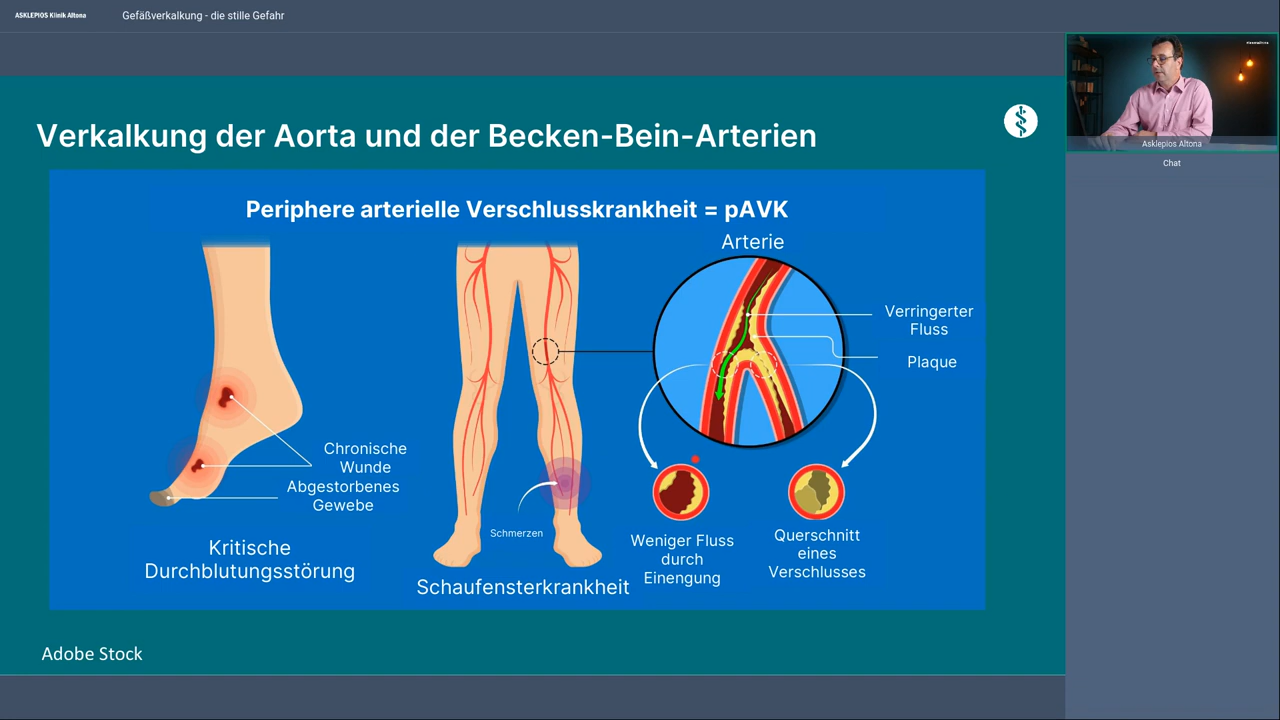 ASKLEPIOS Klinik Altona
Gefäßverkalkung - die stille Gefahr
Verkalkung der Aorta und der Becken-Bein-Arterien
Periphere arterielle Verschlusskrankheit = pAVK
Arterie
Verringerter
Fluss
Plaque
Chronische
Wunde
Abgestorbenes
Gewebe
Schmerzen
Kritische
Durchblutungsstörung
Schaufensterkrankheit
Weniger Fluss
durch
Einengung
Querschnitt
eines
Verschlusses
Adobe Stock
Asklepios Altona
Chat